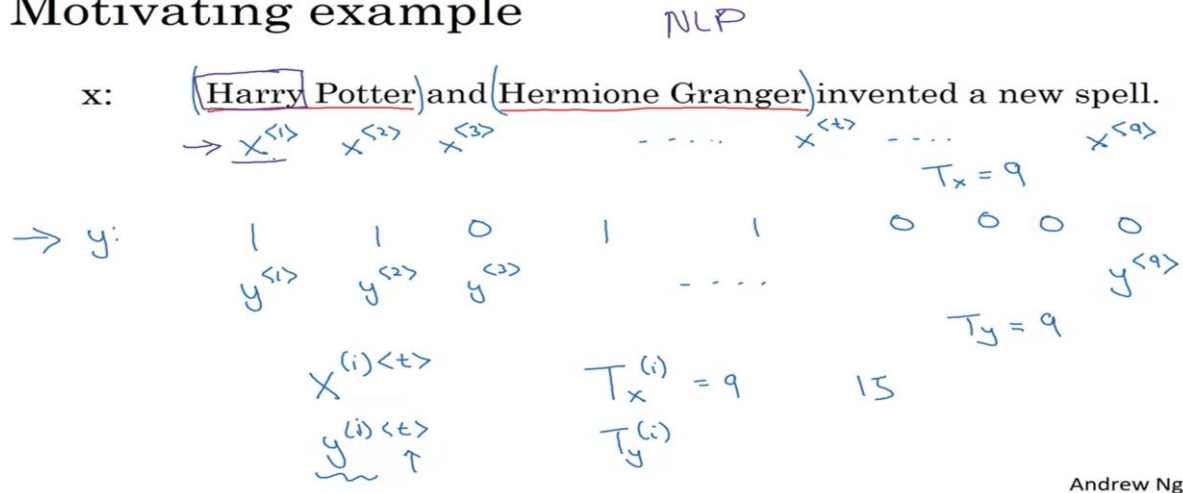 Motivating example NLP
x: (Harry Potter) and (Hermione Granger) invented a new spell.
→ x<1> x<2> x<3> ..... x<t> .... x<9>
Tx = 9
→ y: 1 1 0 1 1 0 0 0 0
y<1> y<2> y<3> .... y<9>
Ty = 9
X(i)<t> Tx(i) = 9 15
y(i)<t> Ty(i)
↑
Andrew Ng